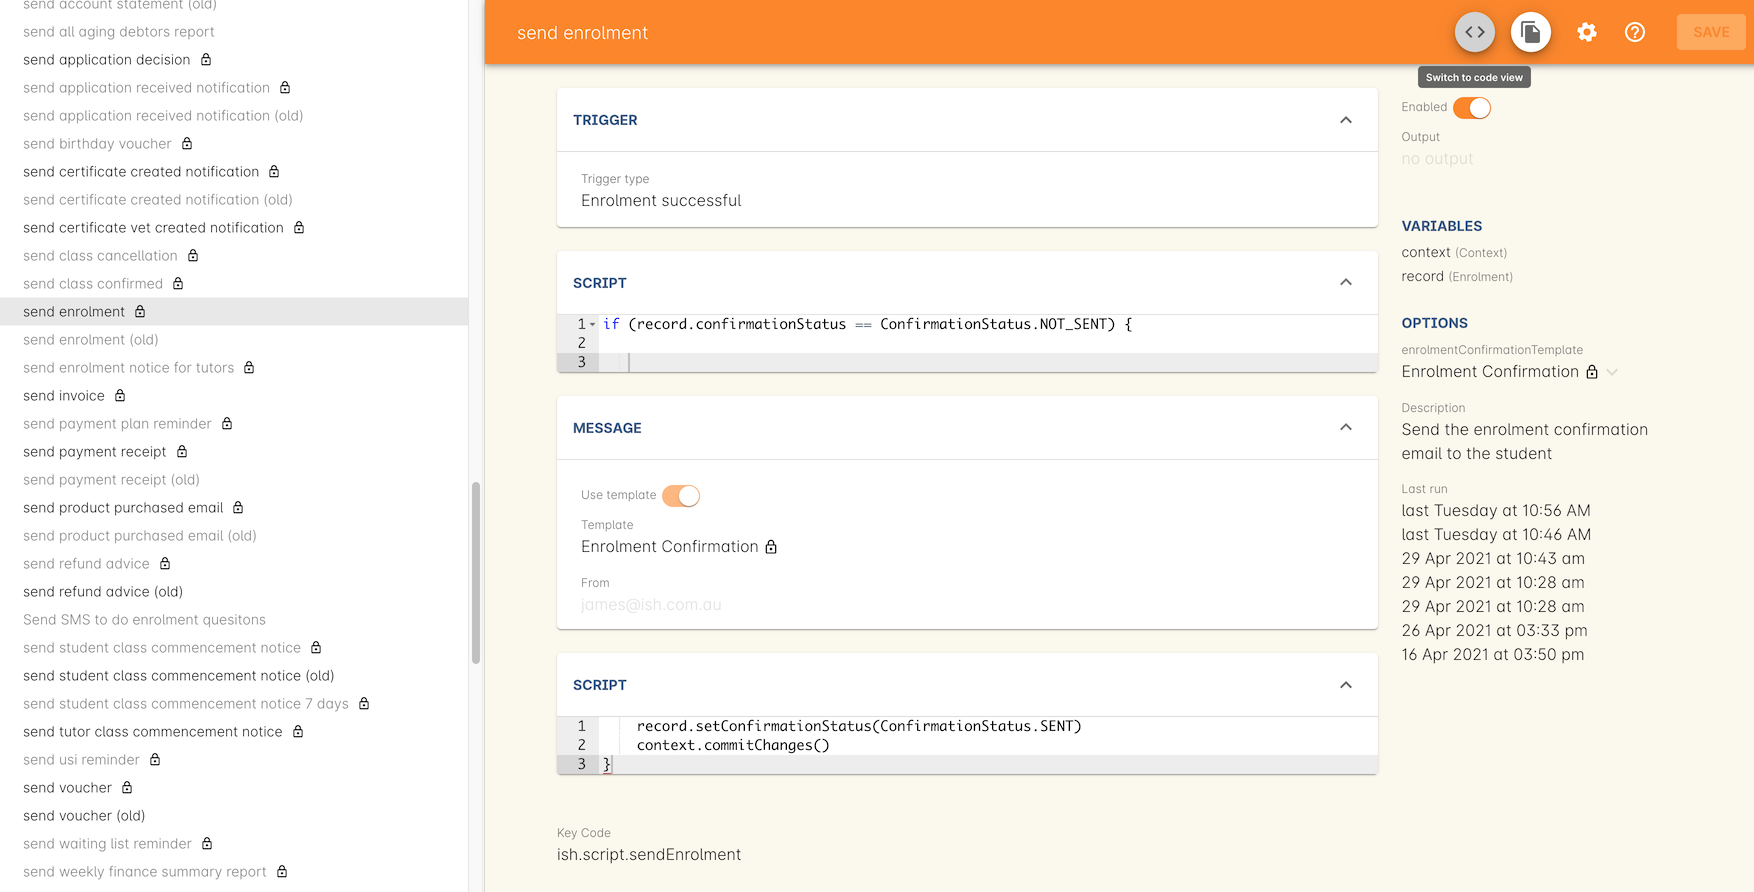 send account statement (old)
send all aging debtors report
send application decision
send application received notification
send application received notification (old)
send birthday voucher
send certificate created notification
send certificate created notification (old)
send certificate vet created notification
send class cancellation
send class confirmed
send enrolment
send enrolment (old)
send enrolment notice for tutors
send invoice
send payment plan reminder
send payment receipt
send payment receipt (old)
send product purchased email
send product purchased email (old)
send refund advice
send refund advice (old)
Send SMS to do enrolment quesitons
send student class commencement notice
send student class commencement notice (old)
send student class commencement notice 7 days
send tutor class commencement notice
send usi reminder
send voucher
send voucher (old)
send waiting list reminder
send weekly finance summary report
send enrolment
SAVE
Switch to code view
TRIGGER
Trigger type
Enrolment successful
SCRIPT
1 if (record.confirmationStatus == ConfirmationStatus.NOT_SENT) {
2
3
MESSAGE
Use template
Template
Enrolment Confirmation
From
james@ish.com.au
SCRIPT
1 record.setConfirmationStatus(ConfirmationStatus.SENT)
2 context.commitChanges()
3 }
Key Code
ish.script.sendEnrolment
Enabled
Output
no output
VARIABLES
context (Context)
record (Enrolment)
OPTIONS
enrolmentConfirmationTemplate
Enrolment Confirmation
Description
Send the enrolment confirmation
email to the student
Last run
last Tuesday at 10:56 AM
last Tuesday at 10:46 AM
29 Apr 2021 at 10:43 am
29 Apr 2021 at 10:28 am
29 Apr 2021 at 10:28 am
26 Apr 2021 at 03:33 pm
16 Apr 2021 at 03:50 pm